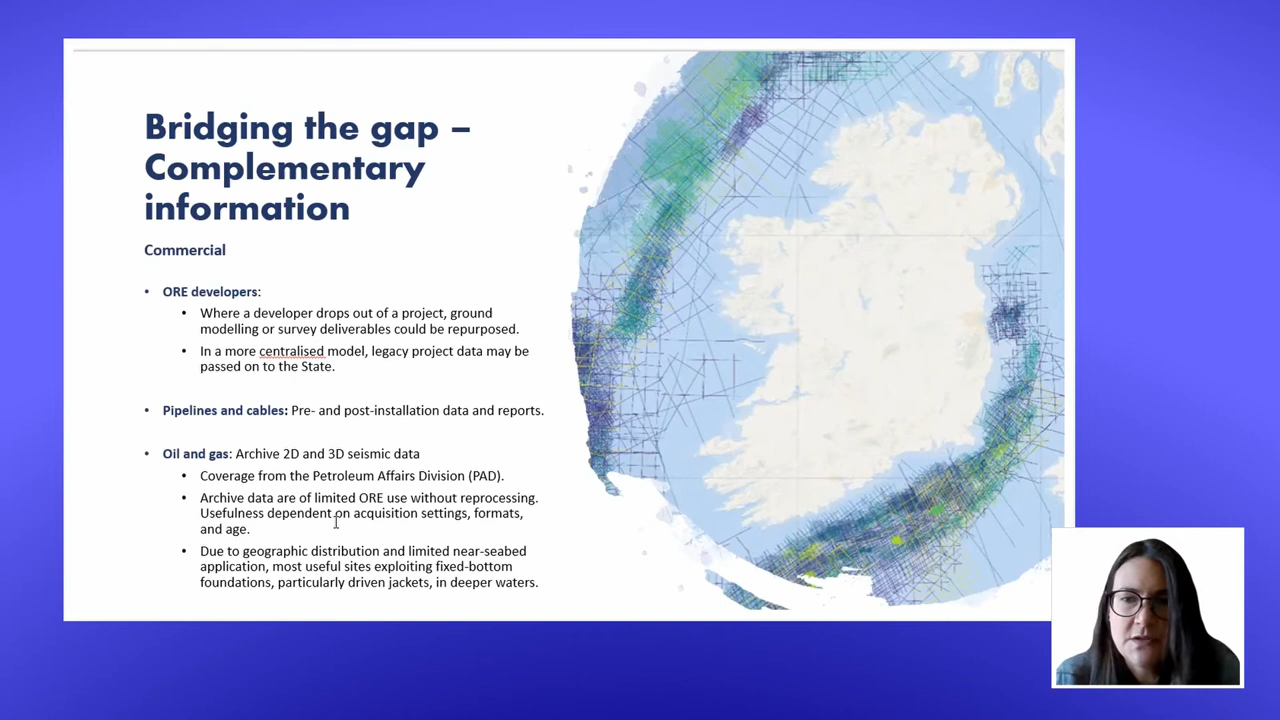 Bridging the gap –
Complementary
information
Commercial
• ORE developers:
• Where a developer drops out of a project, ground
modelling or survey deliverables could be repurposed.
• In a more centralised model, legacy project data may be
passed on to the State.
• Pipelines and cables: Pre- and post-installation data and reports.
• Oil and gas: Archive 2D and 3D seismic data
• Coverage from the Petroleum Affairs Division (PAD).
• Archive data are of limited ORE use without reprocessing.
Usefulness dependent on acquisition settings, formats,
and age.
• Due to geographic distribution and limited near-seabed
application, most useful sites exploiting fixed-bottom
foundations, particularly driven jackets, in deeper waters.